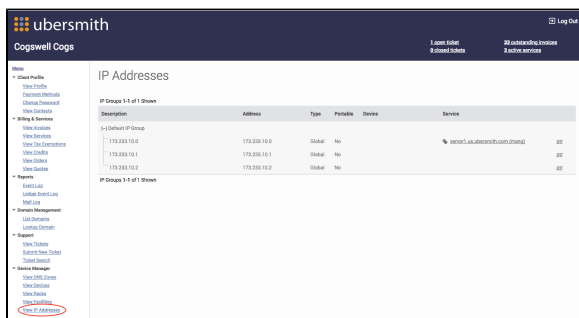 ubersmith
Log Out
Cogswell Cogs
1 open ticket
0 closed tickets
33 outstanding invoices
3 active services
Menu
Client Profile
View Profile
Payment Methods
Change Password
View Contacts
Billing & Services
View Invoices
View Services
View Tax Exemptions
View Credits
View Orders
View Quotes
Reports
Event Log
Ledger Event Log
Mail Log
Domain Management
List Domains
Lookup Domain
Support
View Tickets
Submit New Ticket
Ticket Search
Device Manager
View DNS Zones
View Devices
View Racks
View Facilities
View IP Addresses
IP Addresses
IP Groups 1-1 of 1 Shown
Description Address Type Portable Device Service
[-] Default IP Group
173.233.10.0 173.233.10.0 Global No server1.us.ubersmith.com (mang) ptr
173.233.10.1 173.233.10.1 Global No ptr
173.233.10.2 173.233.10.2 Global No ptr
IP Groups 1-1 of 1 Shown